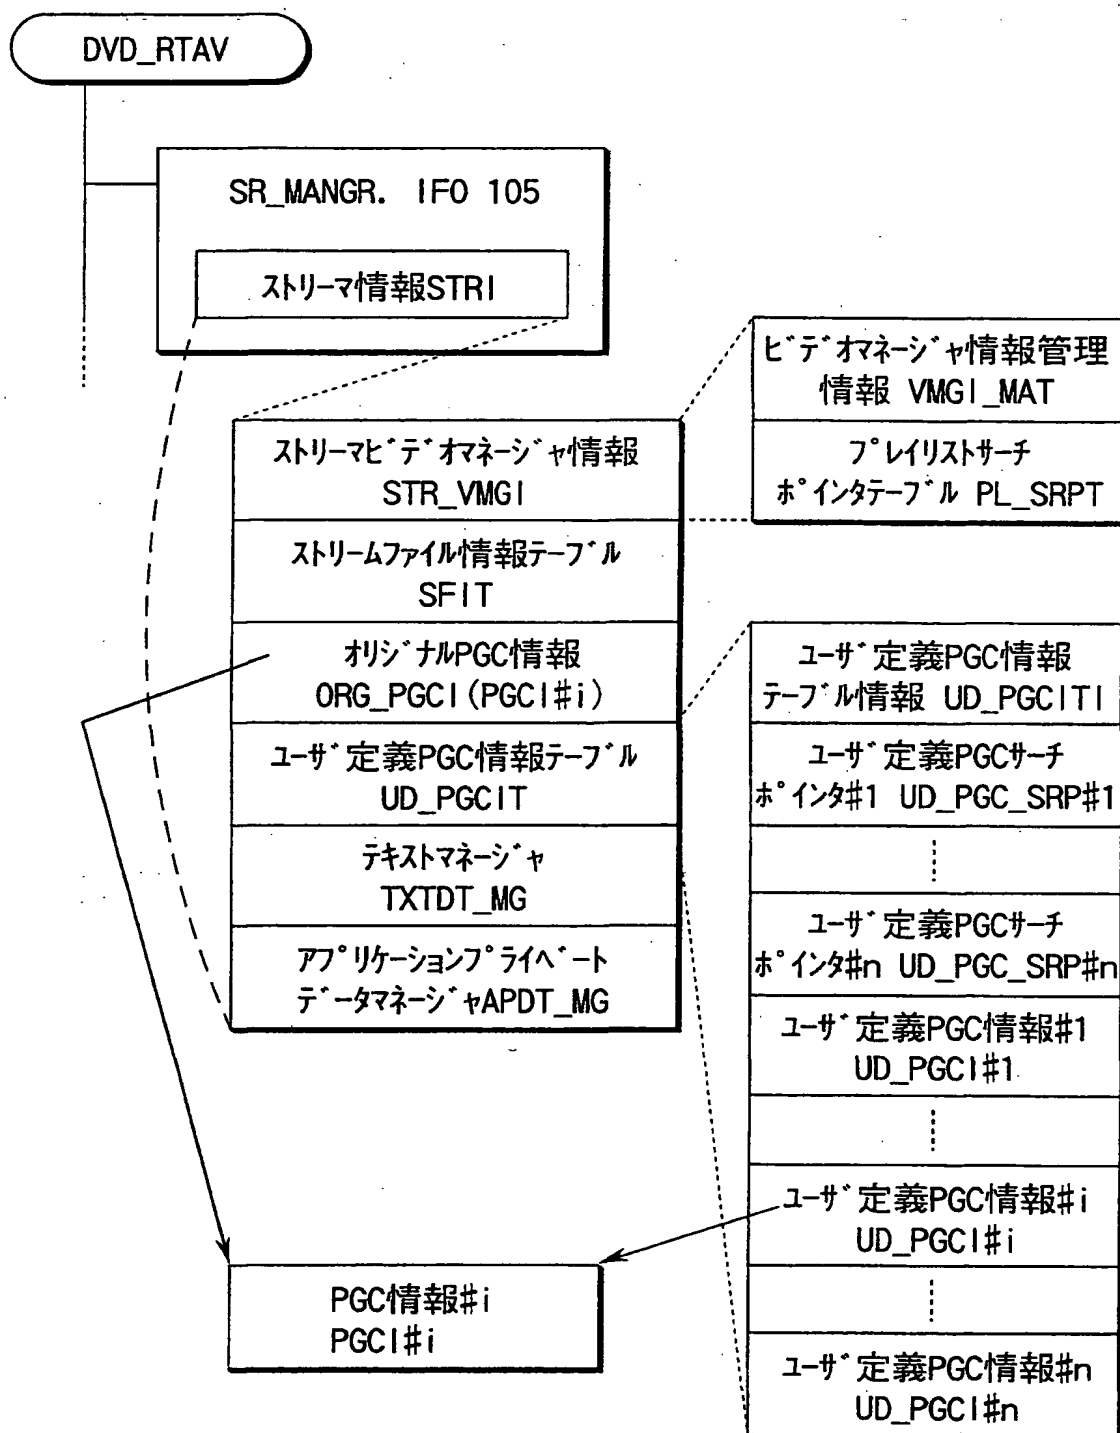 DVD_RTAV
SR_MANGR. IFO 105
ストリーマ情報STRI
ストリーマビデオマネージャ情報
STR_VMGI
ストリームファイル情報テーブル
SFIT
オリジナルPGC情報
ORG_PGCI(PGCI#i)
ユーザ定義PGC情報テーブル
UD_PGCIT
テキストマネージャ
TXTDT_MG
アプリケーションプライベート
データマネージャAPDT_MG
ビデオマネージャ情報管理
情報 VMGI_MAT
プレイリストサーチ
ポインタテーブル PL_SRPT
ユーザ定義PGC情報
テーブル情報 UD_PGCITI
ユーザ定義PGCサーチ
ポインタ#1 UD_PGC_SRP#1
ユーザ定義PGCサーチ
ポインタ#n UD_PGC_SRP#n
ユーザ定義PGC情報#1
UD_PGCI#1
ユーザ定義PGC情報#i
UD_PGCI#i
ユーザ定義PGC情報#n
UD_PGCI#n
PGC情報#i
PGCI#i